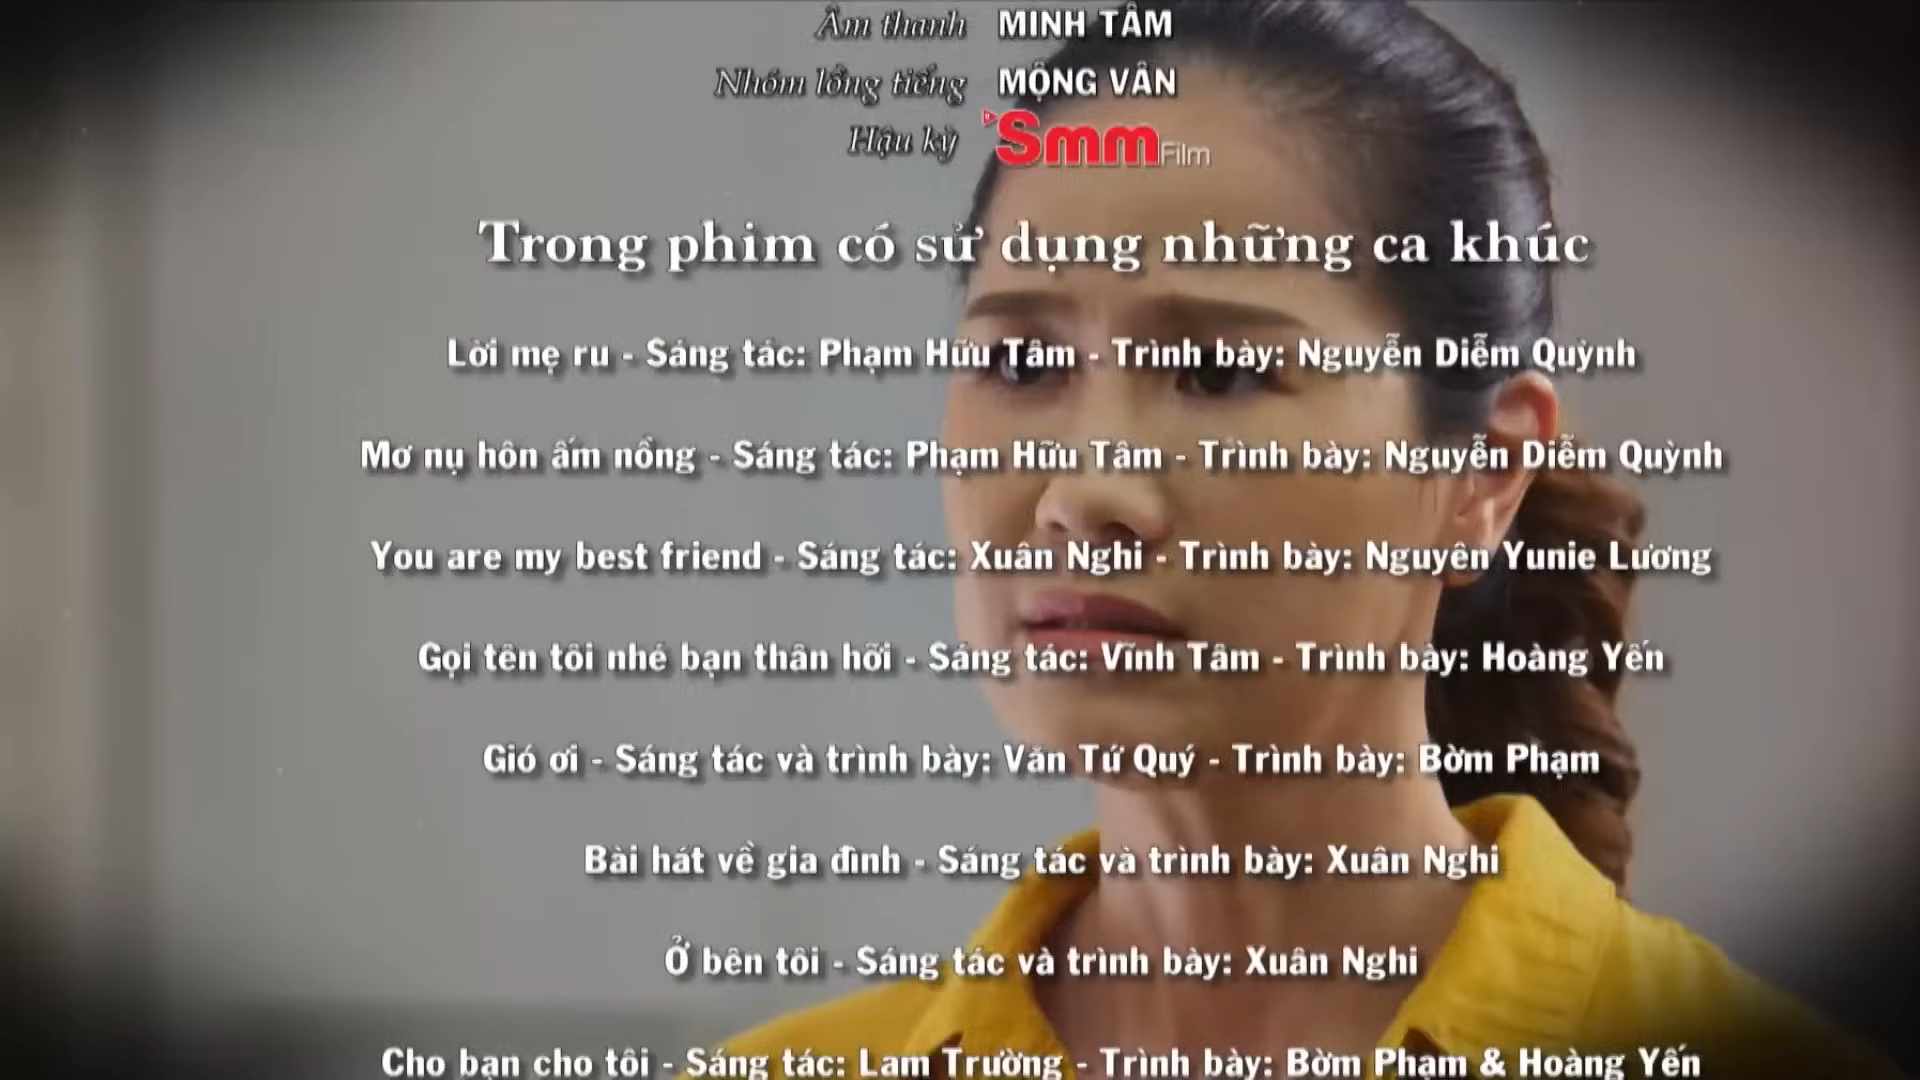 Âm thanh MINH TÂM
Nhóm lồng tiếng MỘNG VÂN
Hậu kỳ Smm Film
Trong phim có sử dụng những ca khúc
Lời mẹ ru - Sáng tác: Phạm Hữu Tâm - Trình bày: Nguyễn Diễm Quỳnh
Mơ nụ hôn ấm nồng - Sáng tác: Phạm Hữu Tâm - Trình bày: Nguyễn Diễm Quỳnh
You are my best friend - Sáng tác: Xuân Nghi - Trình bày: Nguyên Yunie Lương
Gọi tên tôi nhé bạn thân hỡi - Sáng tác: Vĩnh Tâm - Trình bày: Hoàng Yến
Gió ơi - Sáng tác và trình bày: Văn Tứ Quý - Trình bày: Bờm Phạm
Bài hát về gia đình - Sáng tác và trình bày: Xuân Nghi
Ở bên tôi - Sáng tác và trình bày: Xuân Nghi
Cho bạn cho tôi - Sáng tác: Lam Trường - Trình bày: Bờm Phạm & Hoàng Yến